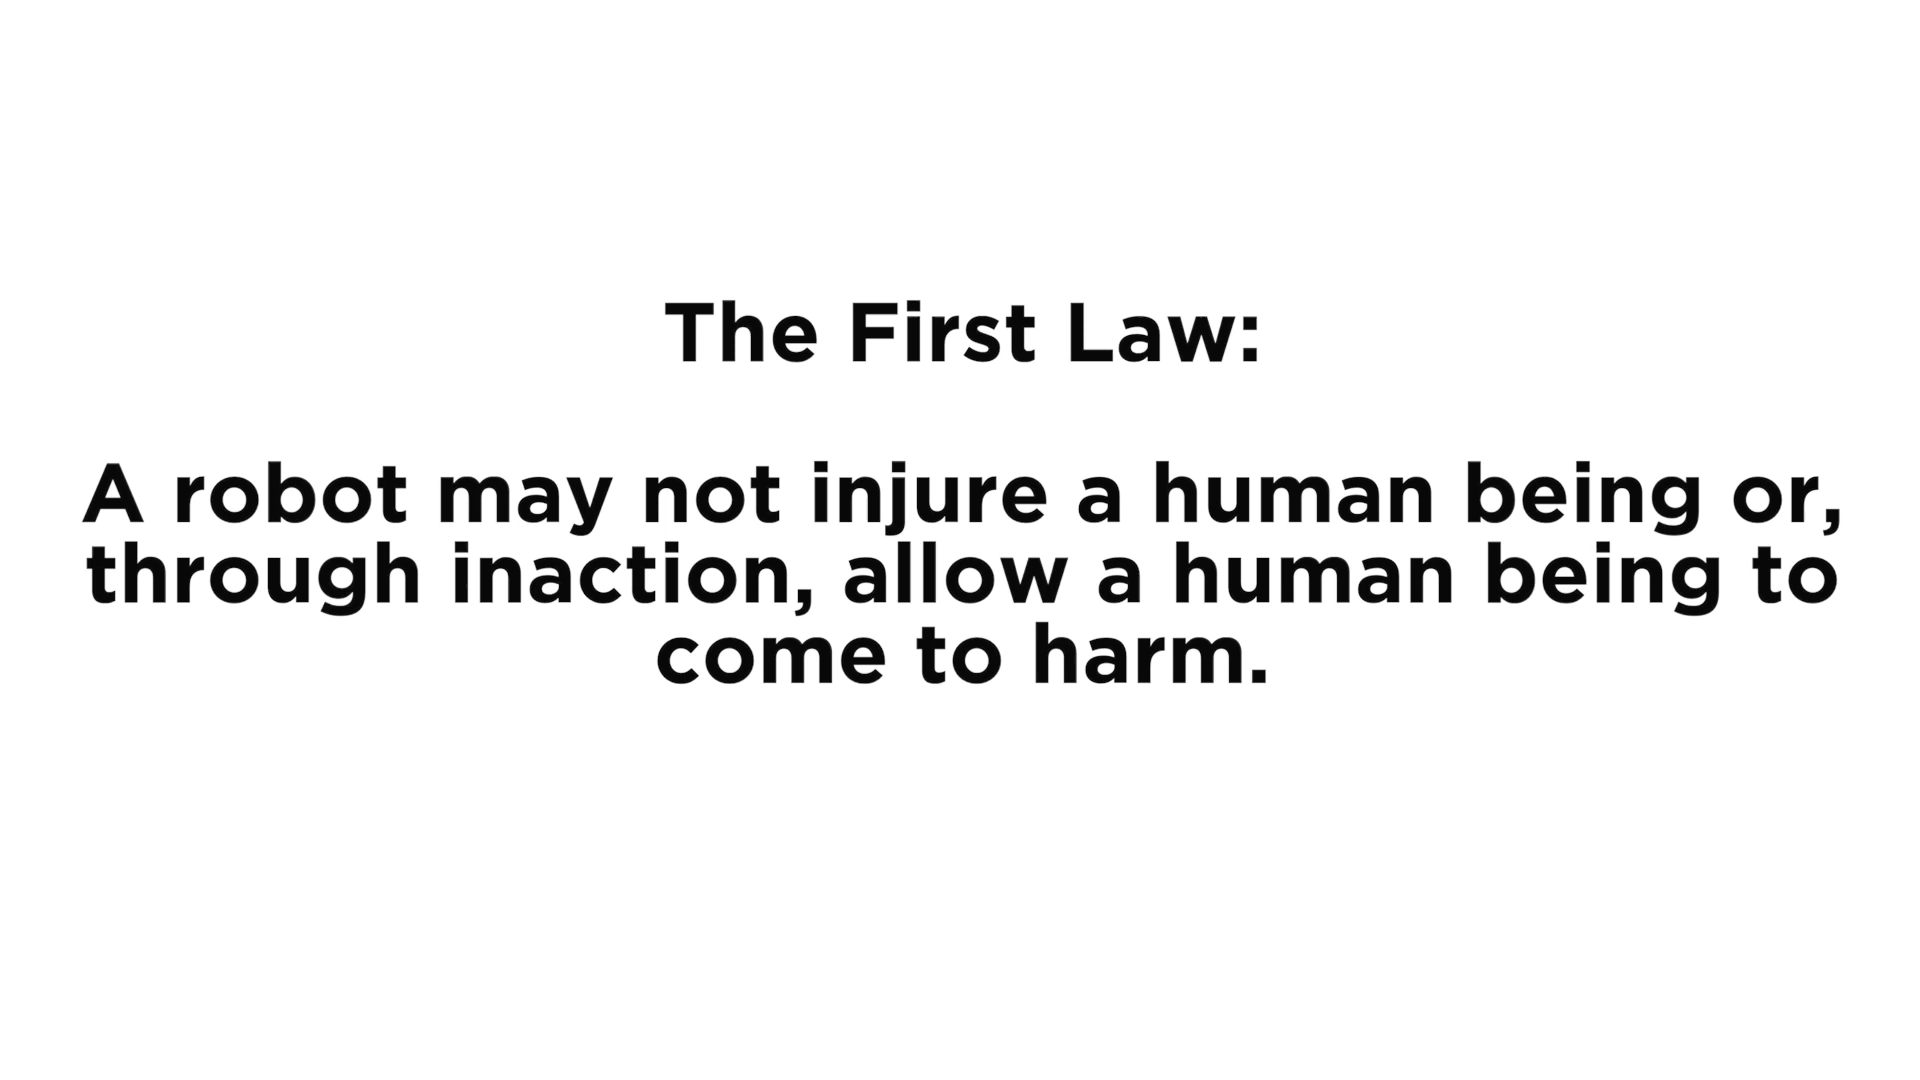 The First Law:
A robot may not injure a human being or,
through inaction, allow a human being to
come to harm.